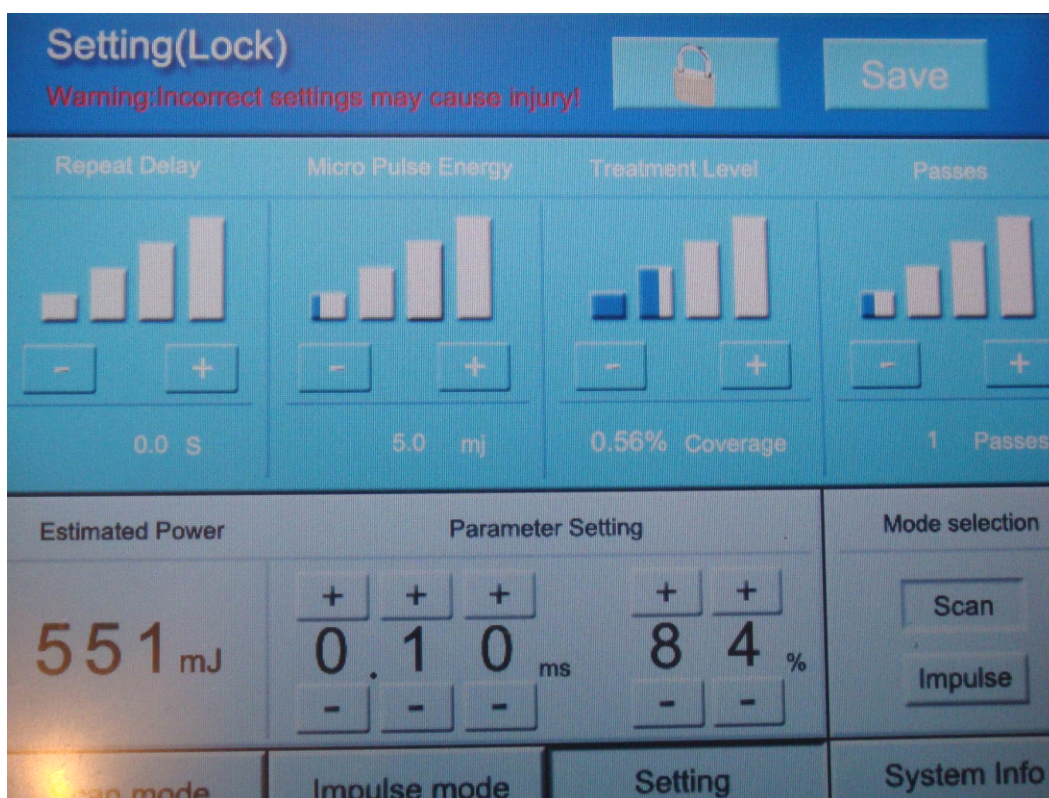 Setting(Lock)
Save
Warning:Incorrect settings may cause injury!
Repeat Delay
Micro Pulse Energy
Treatment Level
Passes
- +
- +
- +
- +
0.0 S
5.0 mj
0.56% Coverage
1 Passes
Estimated Power
Parameter Setting
Mode selection
+ + + + +
551 mJ
0.10 ms
84 %
- - - - -
Scan
Impulse
mode
Impulse mode
Setting
System Info